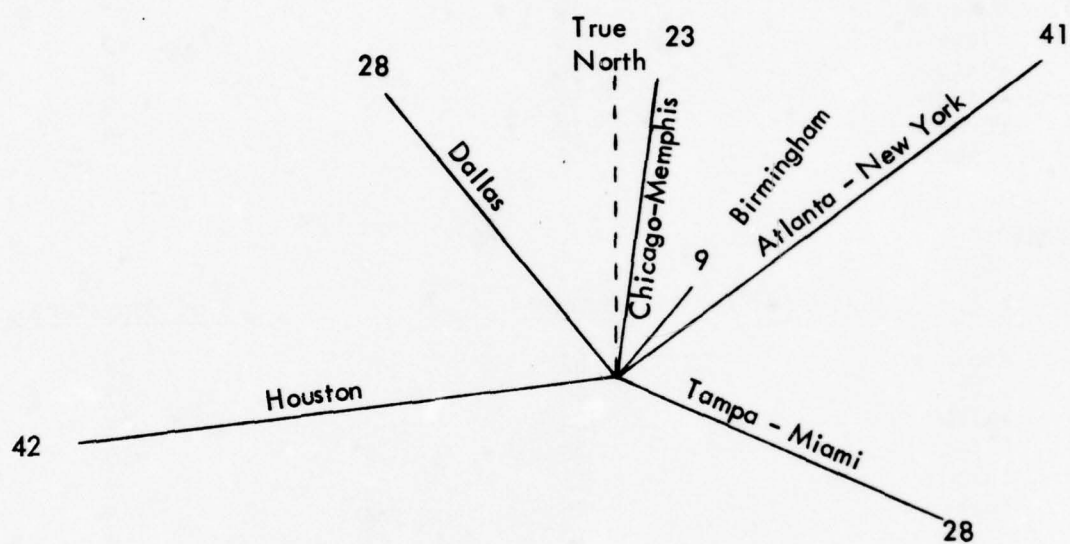 True
North
23
41
28
Dallas
Chicago-Memphis
Birmingham
Atlanta - New York
9
Houston
Tampa - Miami
42
28